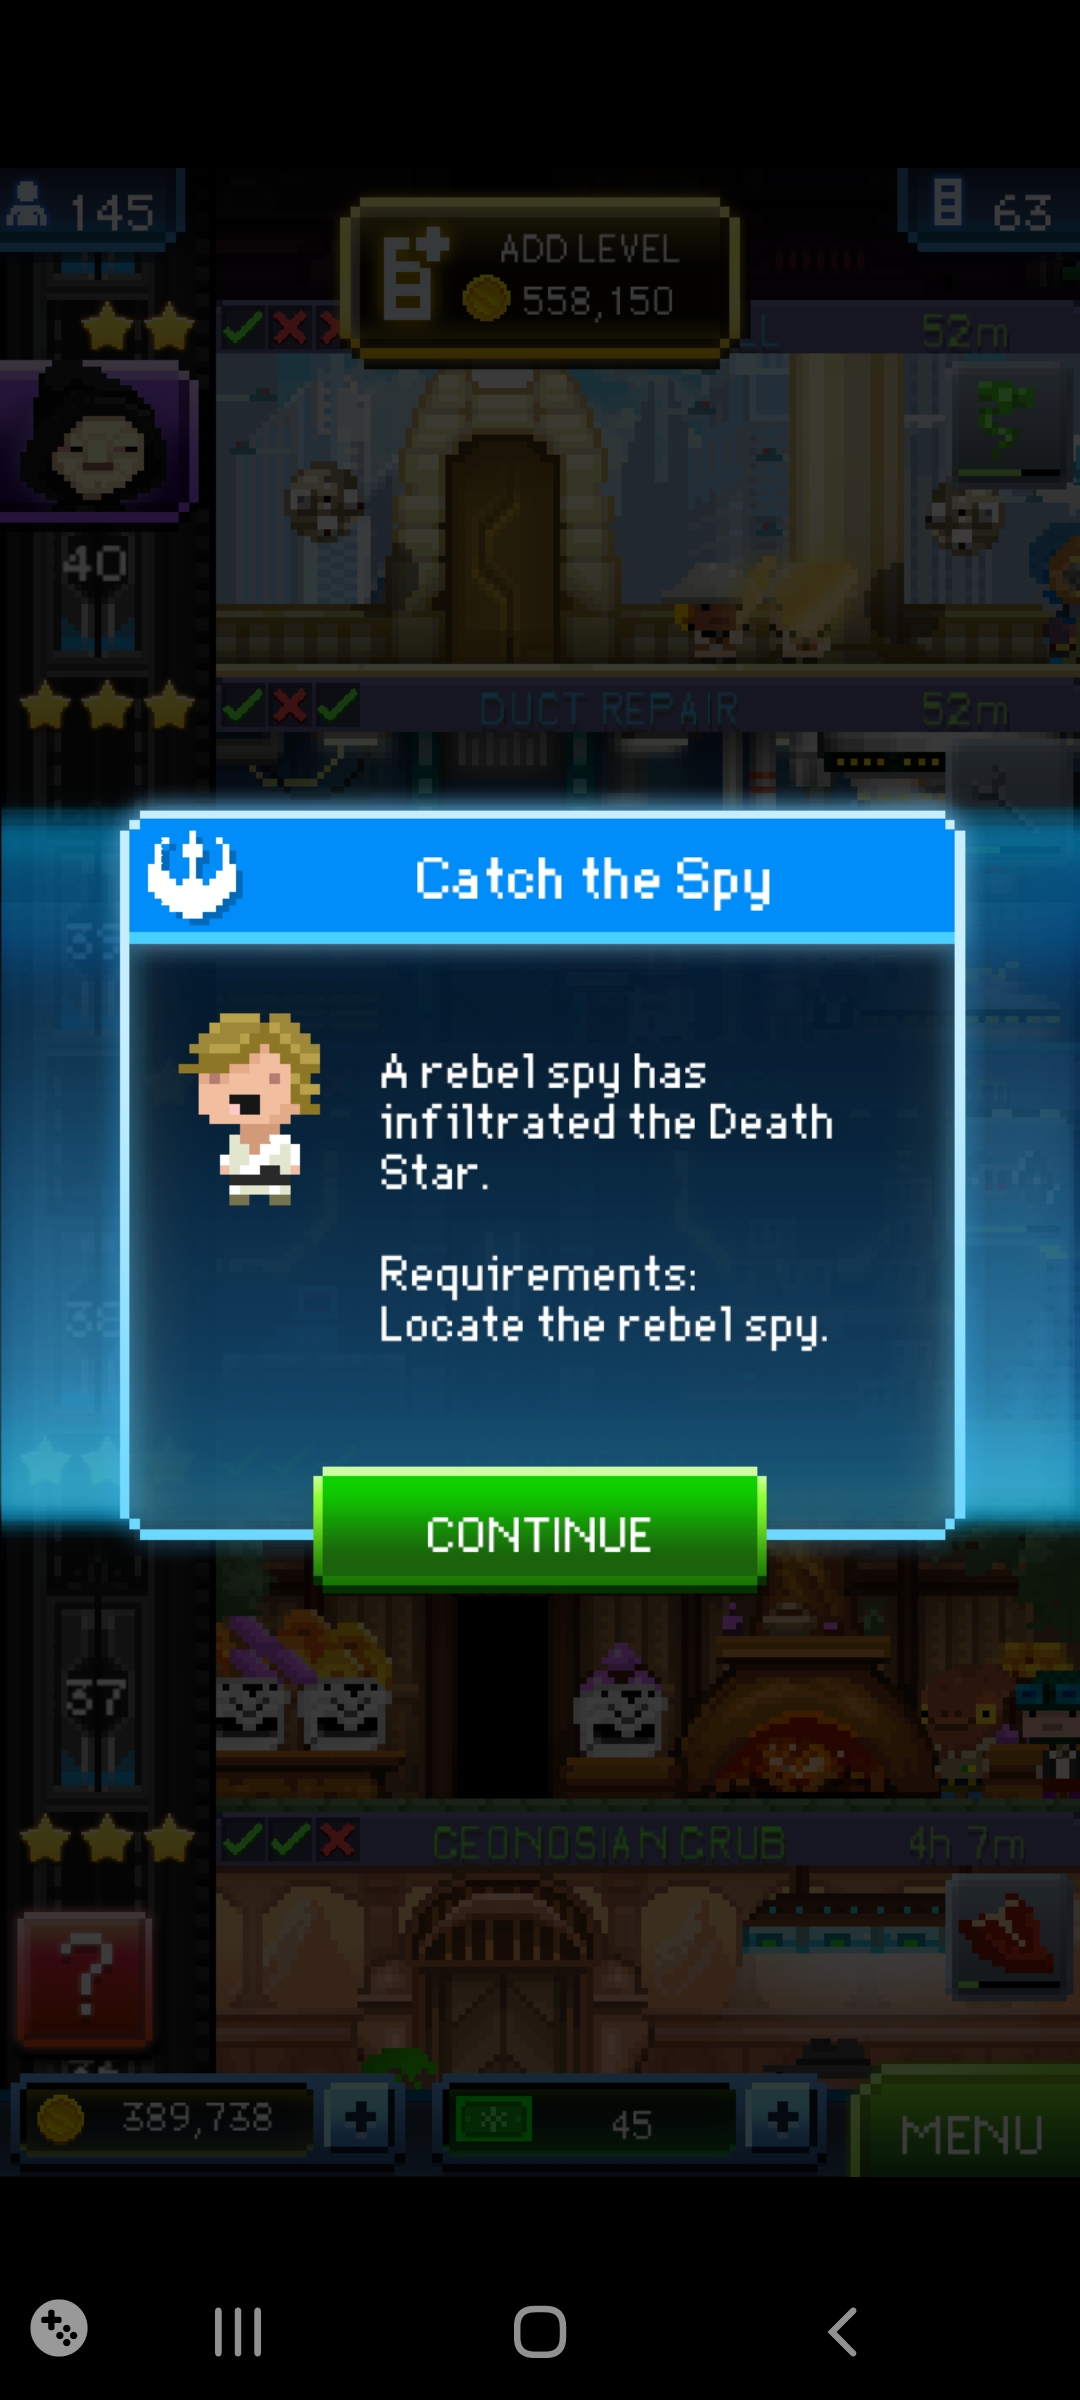 145
ADD LEVEL
558,150
63
52m
40
DUCT REPAIR
52m
Catch the Spy
A rebel spy has
infiltrated the Death
Star.
Requirements:
Locate the rebel spy.
CONTINUE
38
37
GEONOSIAN GRUB
4h 7m
?
389,738
+
45
+
MENU